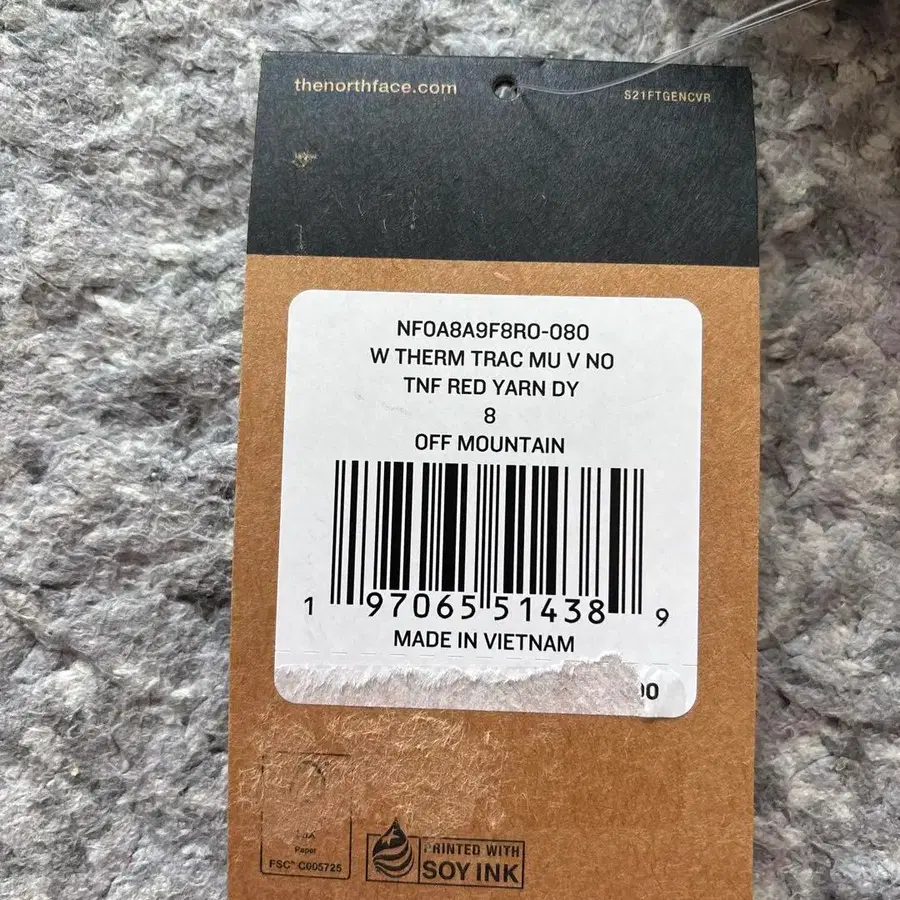 thenorthface.com
S21FTGENCVR
NF0A8A9F8R0-080
W THERM TRAC MU V NO
TNF RED YARN DY
8
OFF MOUNTAIN
1 97065 51438 9
MADE IN VIETNAM
Paper
FSC® C005725
PRINTED WITH
SOY INK